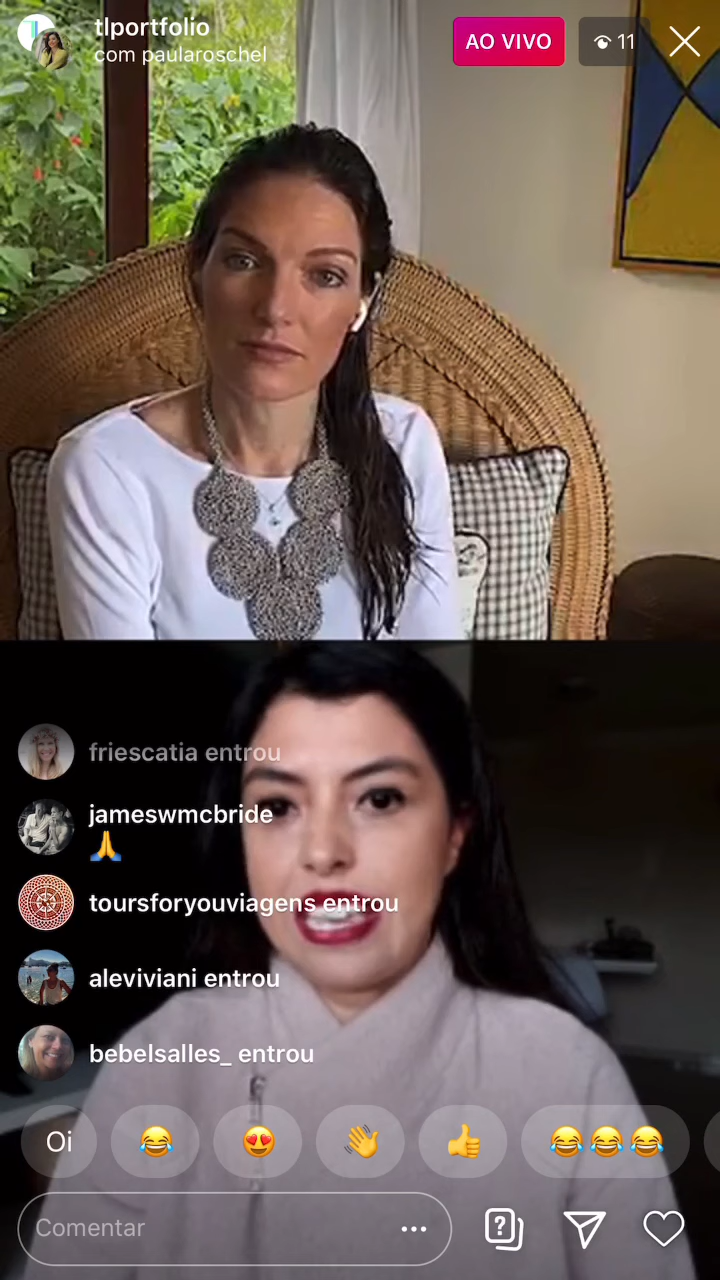 tlportfolio
com paularoschel
AO VIVO
11
friescatia entrou
jameswmcbride
🙏
toursforyouviagens entrou
aleviviani entrou
bebelsalles_ entrou
Oi
Comentar